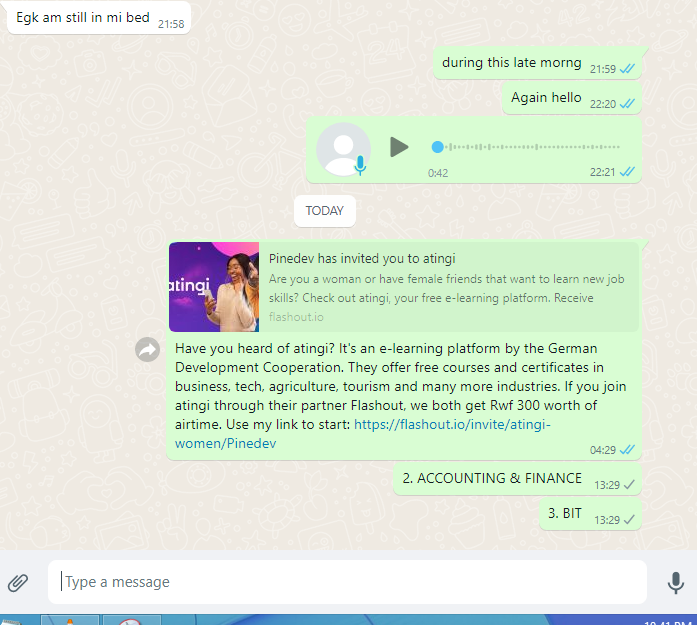 Egk am still in mi bed 21:58
during this late morng 21:59
Again hello 22:20
0:42 22:21
TODAY
atingi
Pinedev has invited you to atingi
Are you a woman or have female friends that want to learn new job
skills? Check out atingi, your free e-learning platform. Receive
flashout.io
Have you heard of atingi? It's an e-learning platform by the German
Development Cooperation. They offer free courses and certificates in
business, tech, agriculture, tourism and many more industries. If you join
atingi through their partner Flashout, we both get Rwf 300 worth of
airtime. Use my link to start: https://flashout.io/invite/atingi-
women/Pinedev
04:29
2. ACCOUNTING & FINANCE 13:29
3. BIT 13:29
Type a message